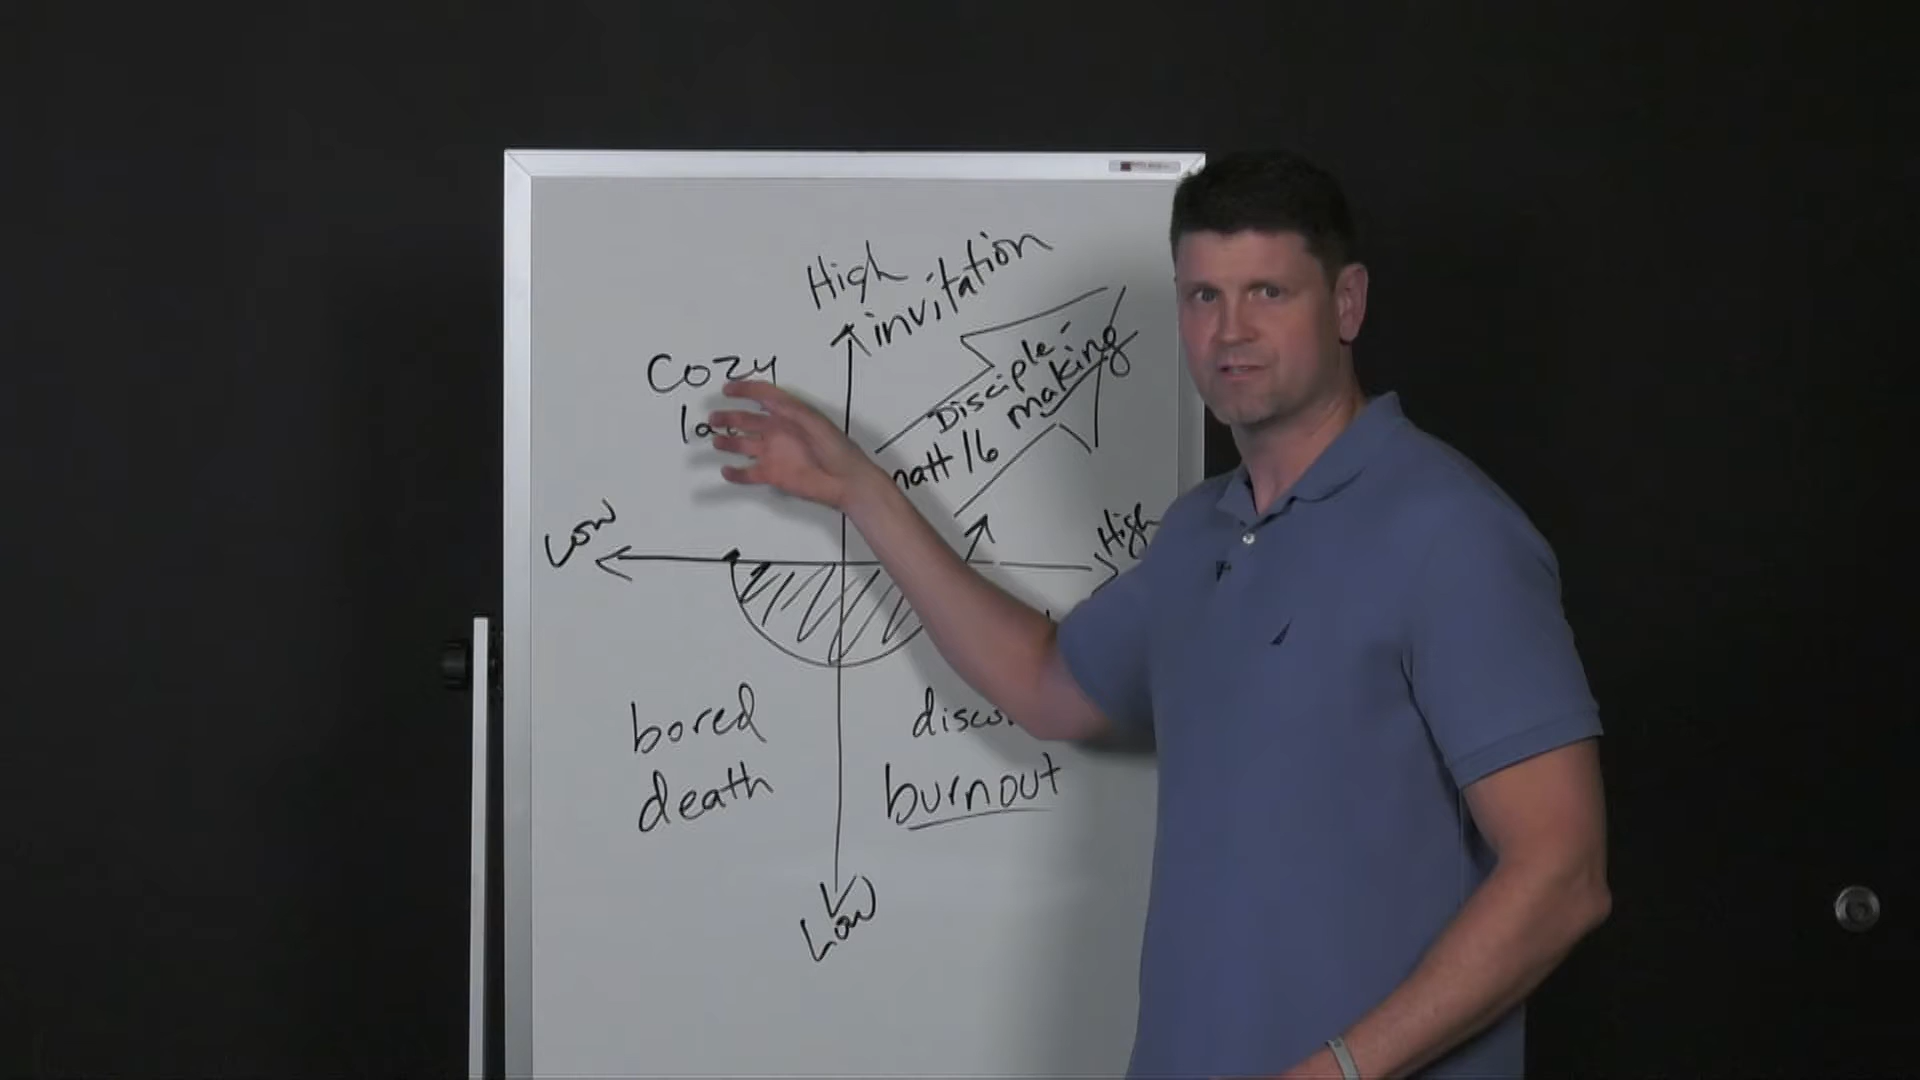 High
invitation
Cozy
Disciple-
making
matt 16
Low
High
bored
death
burnout
Low